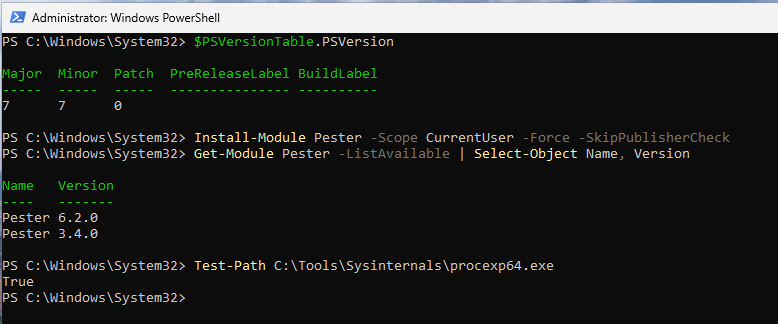 Administrator: Windows PowerShell
PS C:\Windows\System32> $PSVersionTable.PSVersion
Major  Minor  Patch  PreReleaseLabel BuildLabel
-----  -----  -----  --------------- ----------
7      7      0
PS C:\Windows\System32> Install-Module Pester -Scope CurrentUser -Force -SkipPublisherCheck
PS C:\Windows\System32> Get-Module Pester -ListAvailable | Select-Object Name, Version
Name   Version
----   -------
Pester 6.2.0
Pester 3.4.0
PS C:\Windows\System32> Test-Path C:\Tools\Sysinternals\procexp64.exe
True
PS C:\Windows\System32>